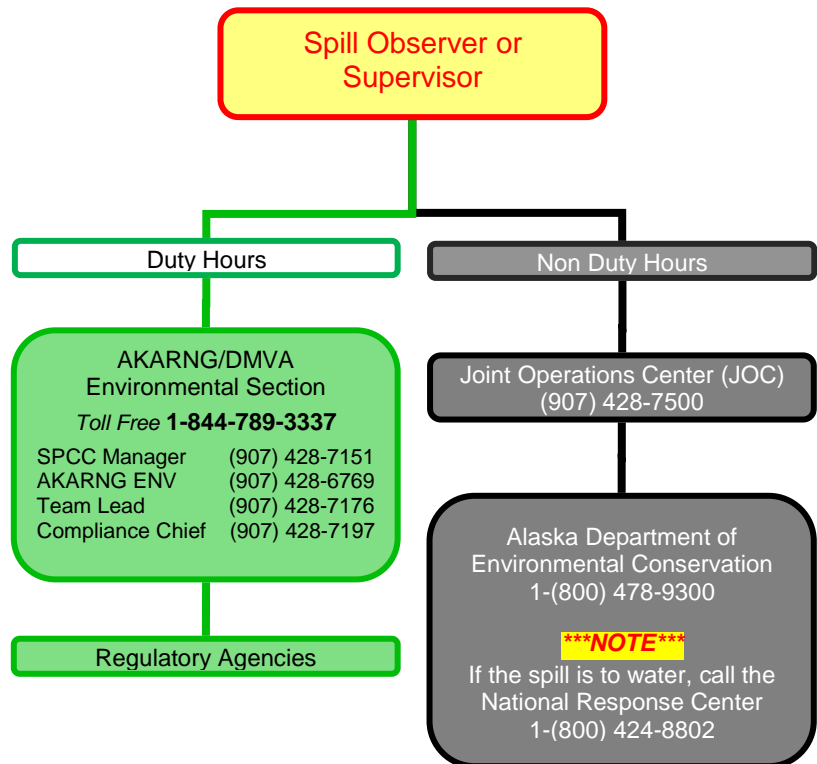 Spill Observer or
Supervisor
Duty Hours
AKARNG/DMVA
Environmental Section
Toll Free 1-844-789-3337
SPCC Manager (907) 428-7151
AKARNG ENV (907) 428-6769
Team Lead (907) 428-7176
Compliance Chief (907) 428-7197
Regulatory Agencies
Non Duty Hours
Joint Operations Center (JOC)
(907) 428-7500
Alaska Department of
Environmental Conservation
1-(800) 478-9300
***NOTE***
If the spill is to water, call the
National Response Center
1-(800) 424-8802